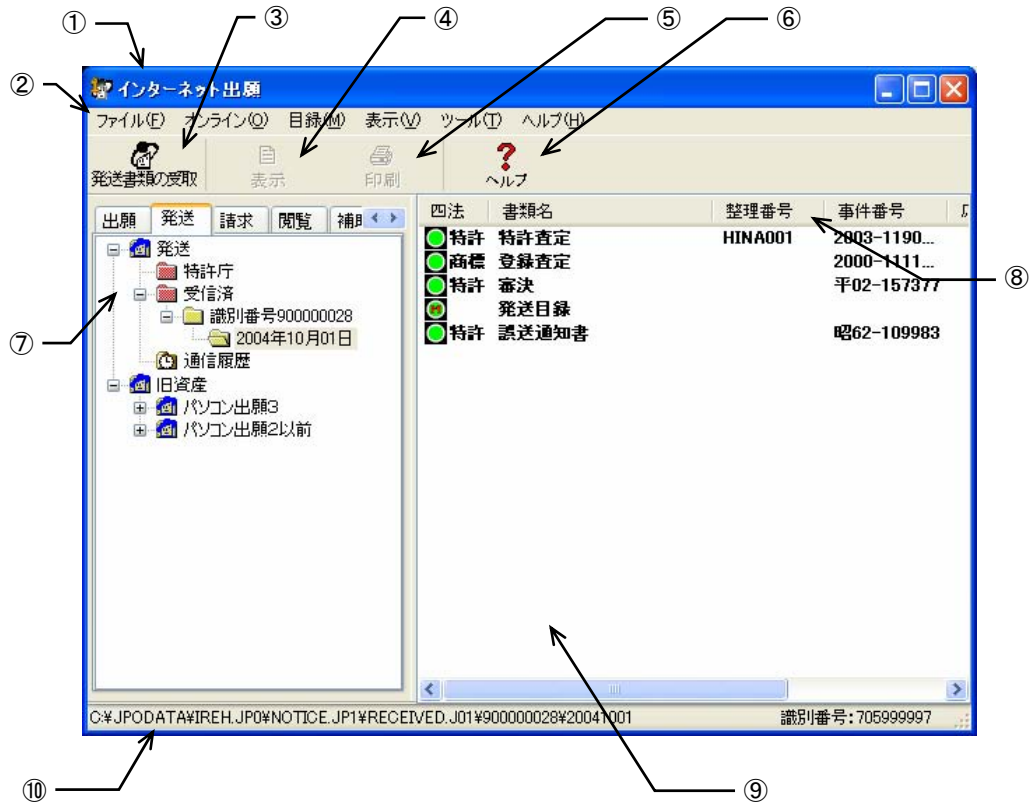 ① ③ ④ ⑤ ⑥
②
インターネット出願
ファイル(F) オンライン(O) 目録(M) 表示(V) ツール(T) ヘルプ(H)
発送書類の受取 表示 印刷 ヘルプ
出願 発送 請求 閲覧
発送
特許庁
受信済
識別番号900000028
2004年10月01日
通信履歴
旧資産
パソコン出願3
パソコン出願2以前
四法 書類名 整理番号 事件番号
特許 特許査定 HINA001 2003-1190...
商標 登録査定 2000-1111...
特許 審決 平02-157377
発送目録
特許 誤送通知書 昭62-109983
⑦
⑧
C:¥JPODATA¥IREH.JP0¥NOTICE.JP1¥RECEIVED.J01¥900000028¥20041001 識別番号:705999997
⑩ ⑨